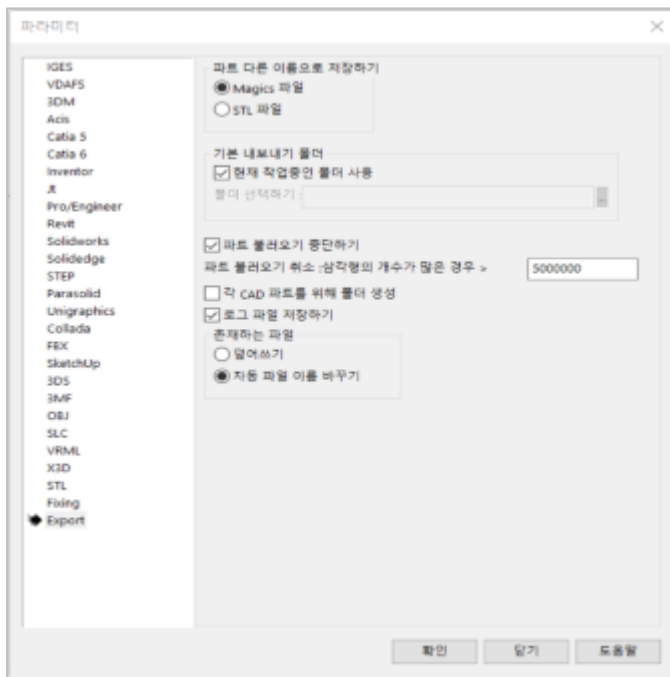 파라미터
IGES
VDAFS
3DM
Acis
Catia 5
Catia 6
Inventor
Jt
Pro/Engineer
Revit
Solidworks
Solidedge
STEP
Parasolid
Unigraphics
Collada
FBX
SketchUp
3DS
3MF
OBJ
SLC
VRML
X3D
STL
Fixing
Export
파트 다른 이름으로 저장하기
Magics 파일
STL 파일
기본 내보내기 폴더
현재 작업중인 폴더 사용
폴더 선택하기 :
...
파트 불러오기 중단하기
파트 불러오기 취소 :삼각형의 개수가 많은 경우 > 5000000
각 CAD 파트를 위해 폴더 생성
로그 파일 저장하기
존재하는 파일
덮어쓰기
자동 파일 이름 바꾸기
확인 닫기 도움말